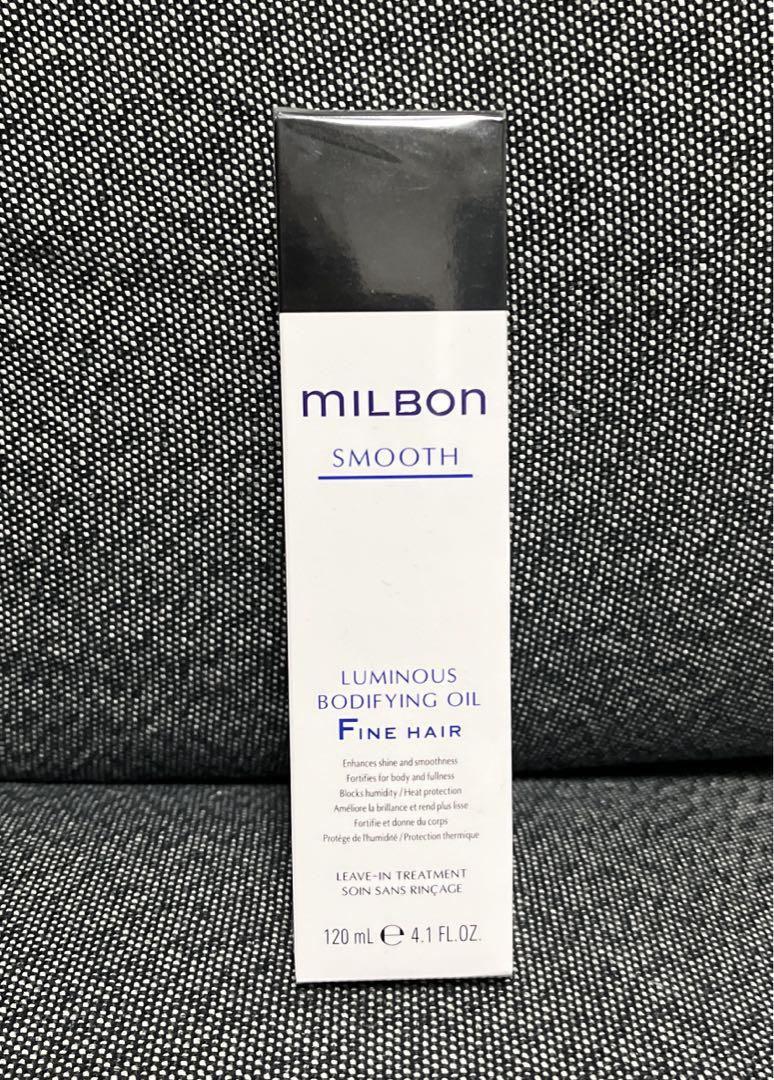 milbon
SMOOTH
LUMINOUS
BODIFYING OIL
FINE HAIR
Enhances shine and smoothness
Fortifies for body and fullness
Blocks humidity / Heat protection
Améliore la brillance et rend plus lisse
Fortifie et donne du corps
Protège de l'humidité / Protection thermique
LEAVE-IN TREATMENT
SOIN SANS RINÇAGE
120 mL ℮ 4.1 FL.OZ.